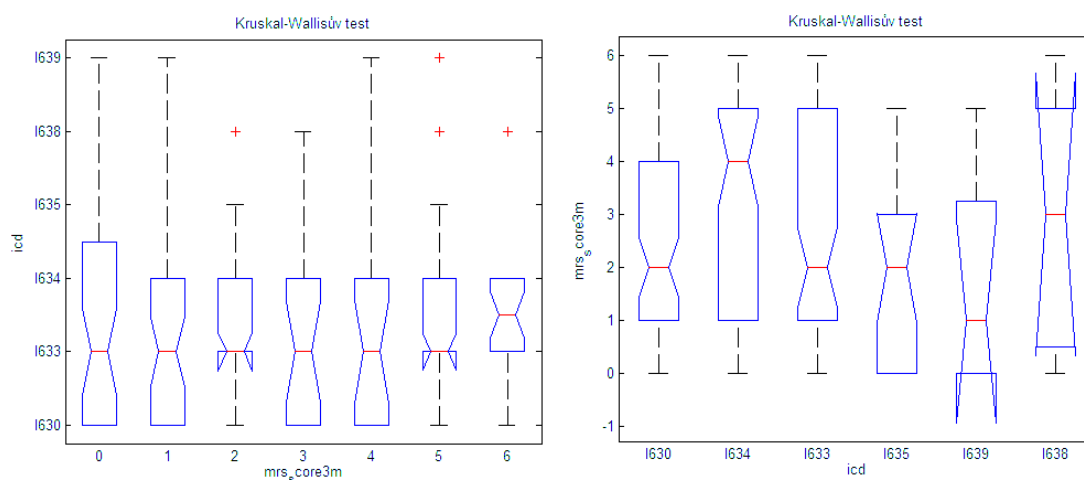 Kruskal-Wallisův test
I639
I638
I635
I634
I633
I630
icd
0 1 2 3 4 5 6
mrs_score3m
Kruskal-Wallisův test
6
5
4
3
2
1
0
-1
mrs_score3m
I630 I634 I633 I635 I639 I638
icd